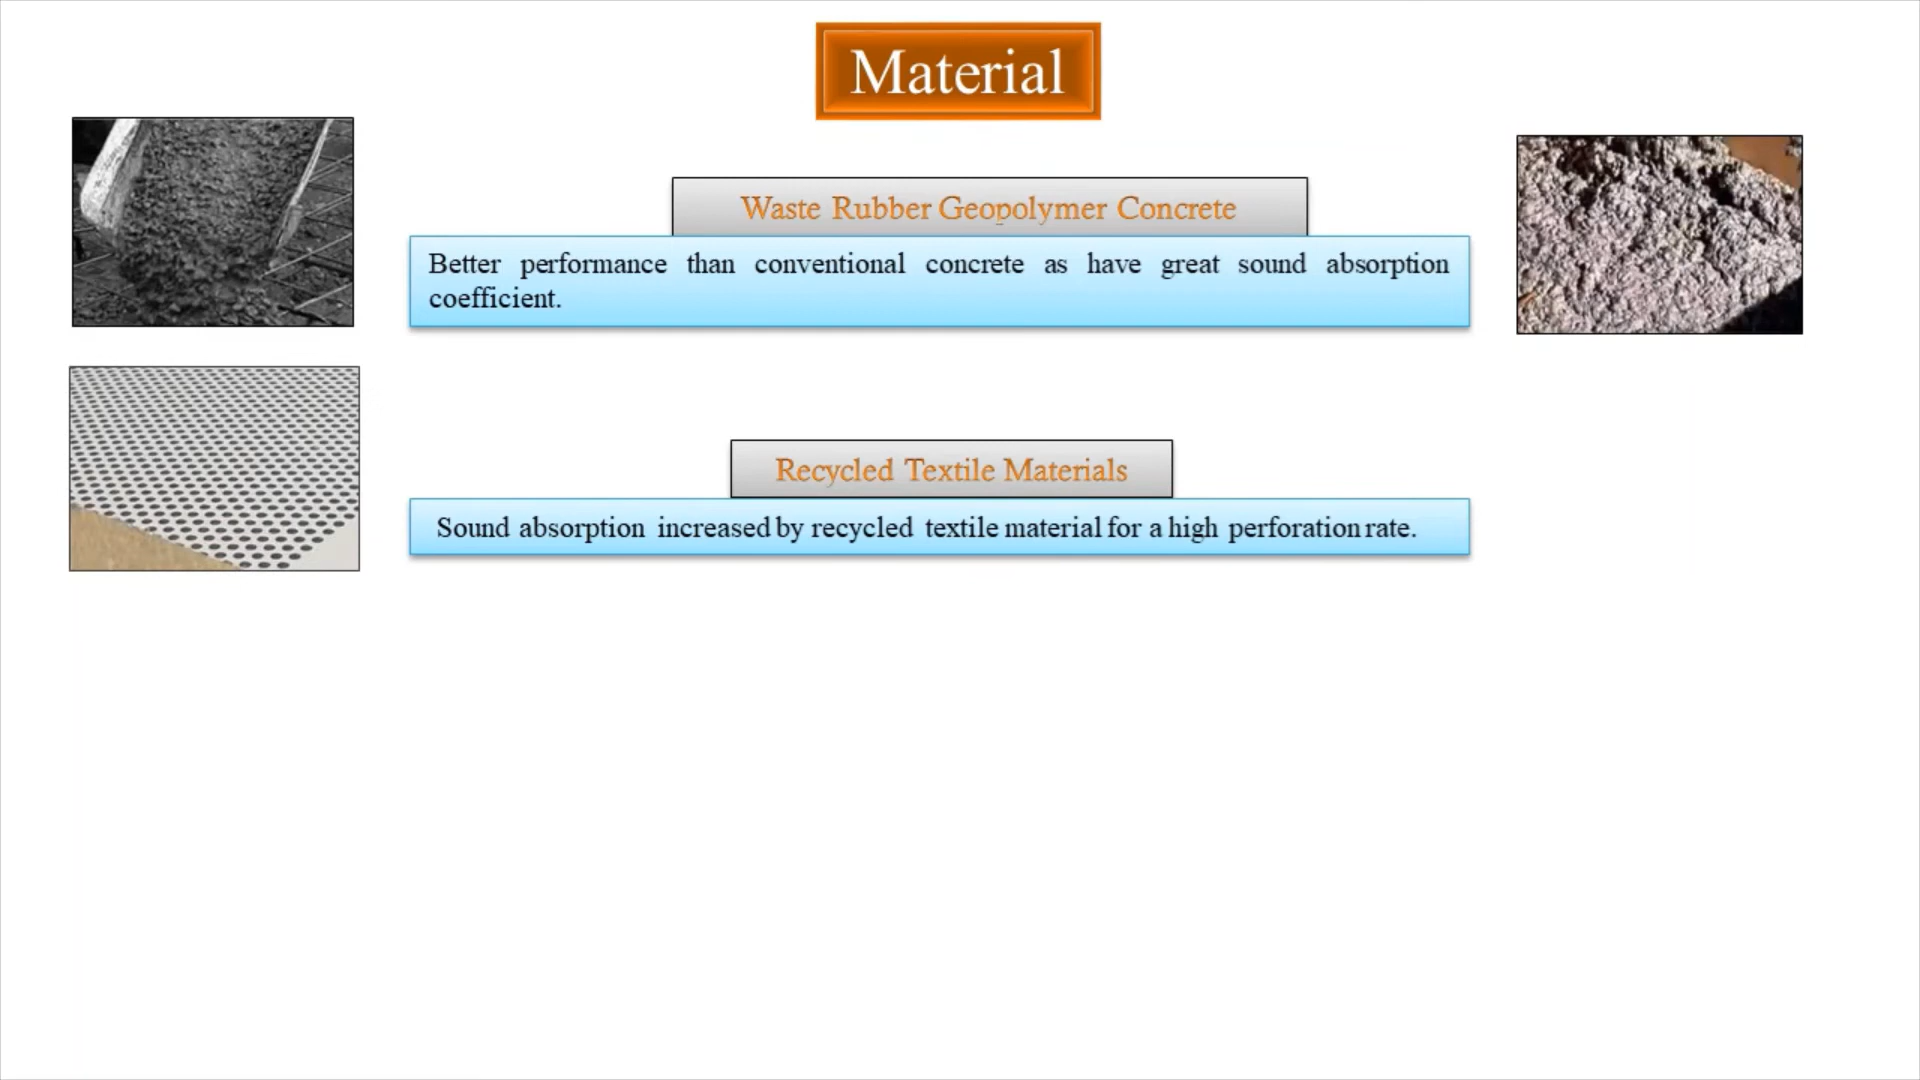 Material
Waste Rubber Geopolymer Concrete
Better performance than conventional concrete as have great sound absorption
coefficient.
Recycled Textile Materials
Sound absorption increased by recycled textile material for a high perforation rate.